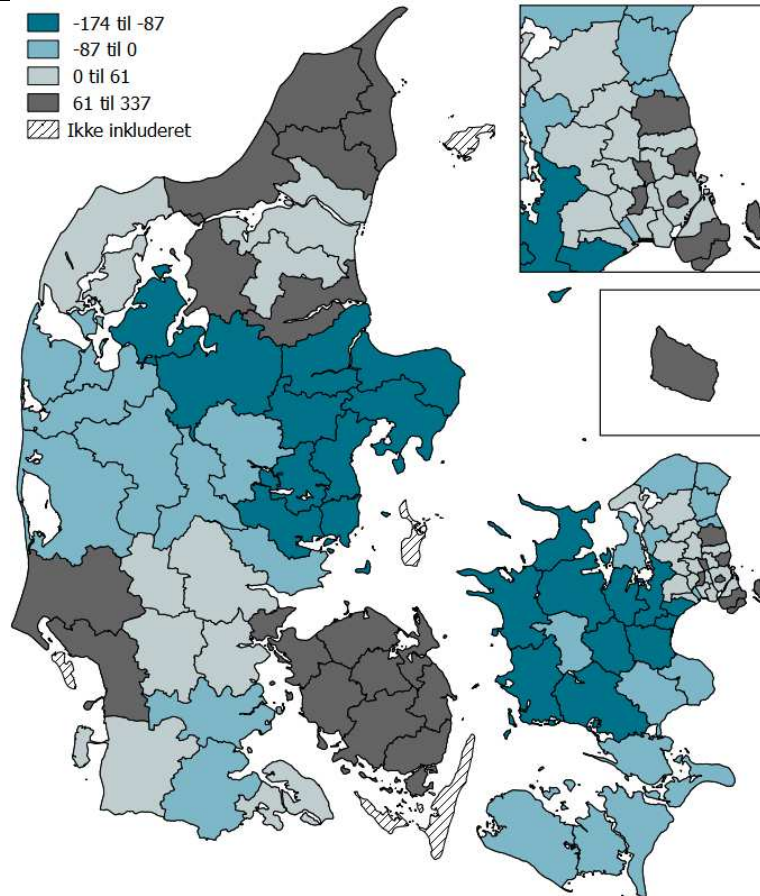 -174 til -87
-87 til 0
0 til 61
61 til 337
Ikke inkluderet